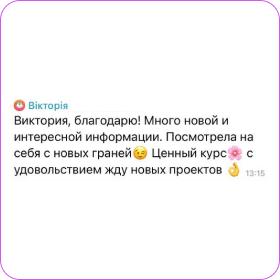 Вікторія
Виктория, благодарю! Много новой и
интересной информации. Посмотрела на
себя с новых граней😉 Ценный курс🌸 с
удовольствием жду новых проектов 👌 13:15